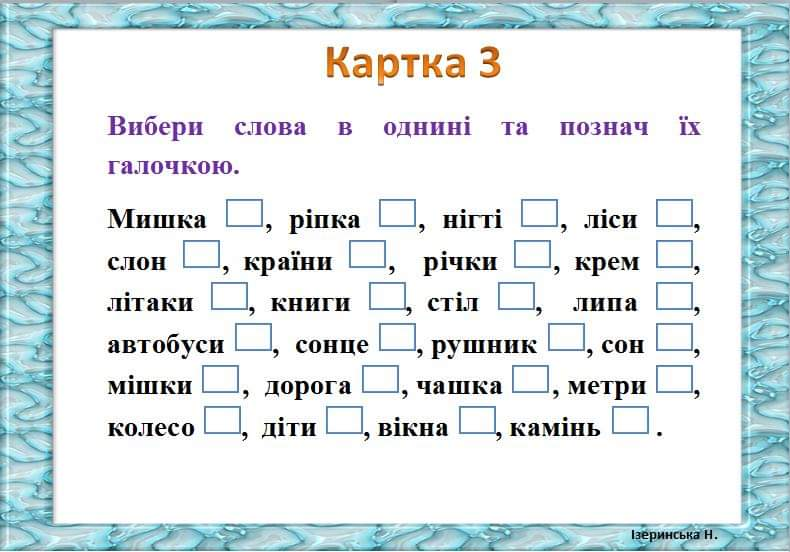 Картка 3
Вибери слова в однині та познач їх
галочкою.
Мишка , ріпка , нігті , ліси ,
слон , країни , річки , крем ,
літаки , книги , стіл , липа ,
автобуси , сонце , рушник , сон ,
мішки , дорога , чашка , метри ,
колесо , діти , вікна , камінь .
Ізеринська Н.